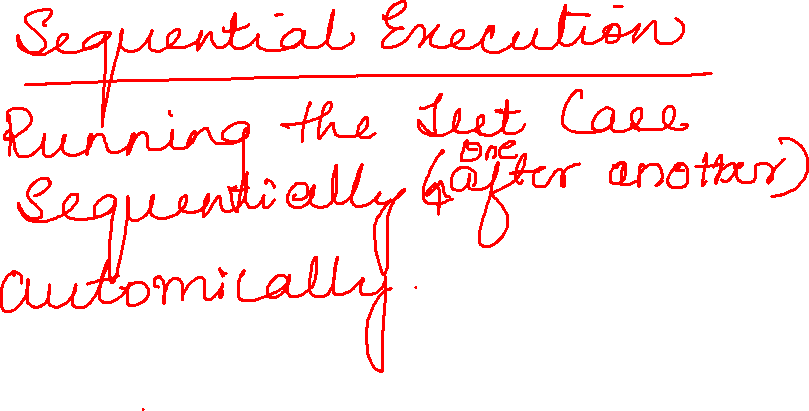 Sequential Execution
Running the Test Case
Sequentially (one after another)
automically.